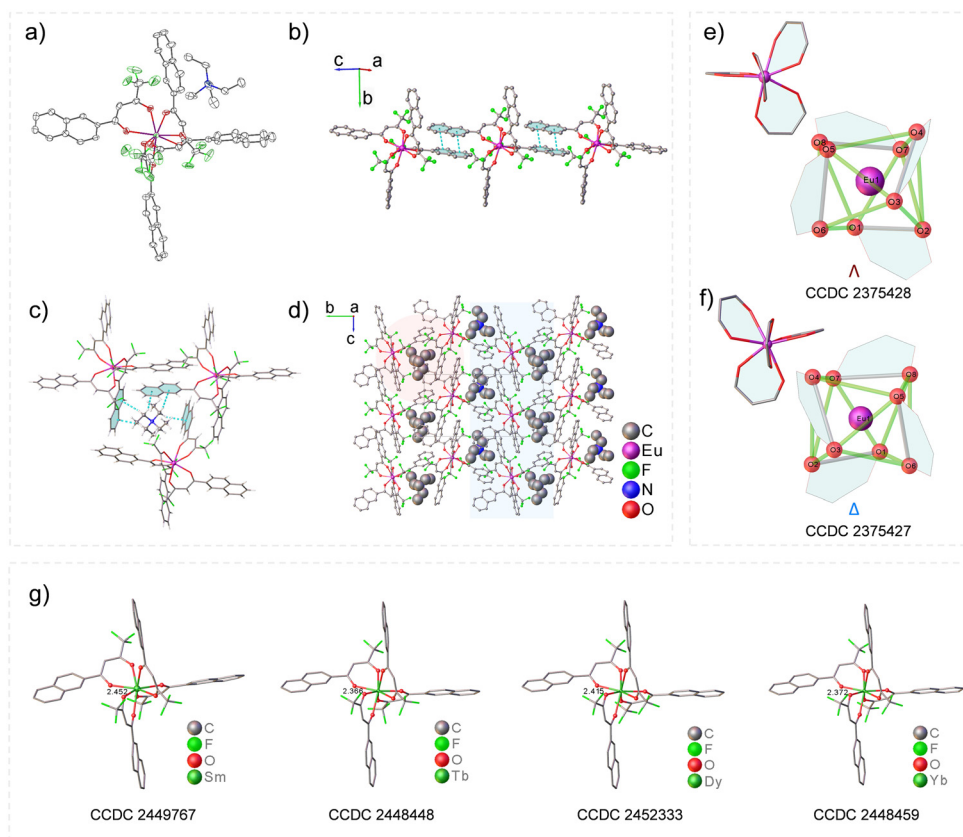 a)
b)
c
a
b
c)
d)
b
a
c
C
Eu
F
N
O
e)
O4
O8
O5
O7
Eu1
O3
O6
O1
O2
Λ
CCDC 2375428
f)
O4
O7
O8
O5
Eu1
O3
O1
O2
O6
Δ
CCDC 2375427
g)
2.452
C
F
O
Sm
CCDC 2449767
2.366
C
F
O
Tb
CCDC 2448448
2.415
C
F
O
Dy
CCDC 2452333
2.372
C
F
O
Yb
CCDC 2448459